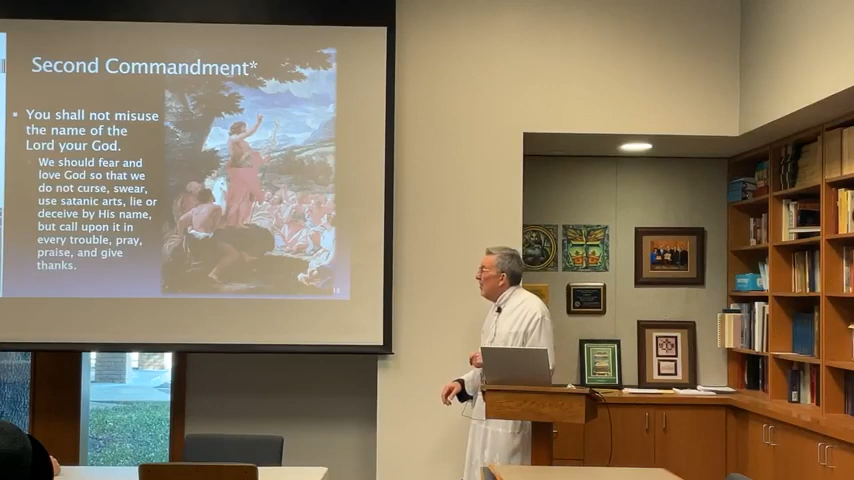 Second Commandment*
▪ You shall not misuse
the name of the
Lord your God.
We should fear and
love God so that we
do not curse, swear,
use satanic arts, lie or
deceive by His name,
but call upon it in
every trouble, pray,
praise, and give
thanks.